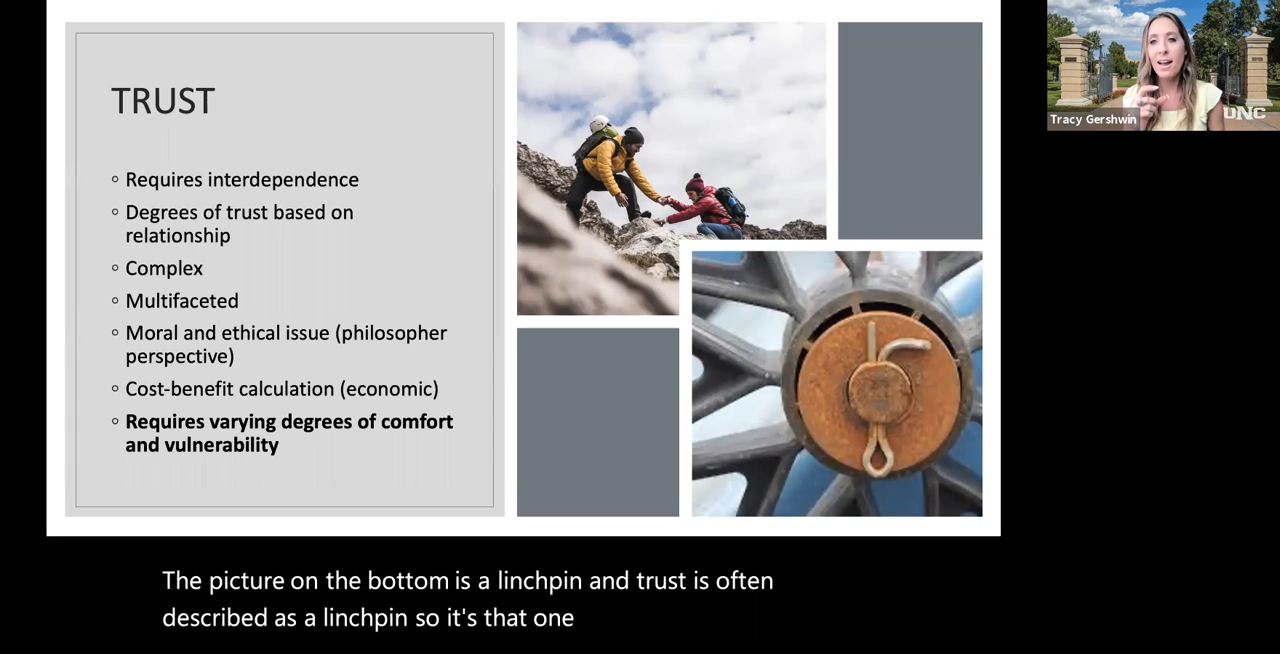 TRUST
◦ Requires interdependence
◦ Degrees of trust based on
relationship
◦ Complex
◦ Multifaceted
◦ Moral and ethical issue (philosopher
perspective)
◦ Cost-benefit calculation (economic)
◦ Requires varying degrees of comfort
and vulnerability
Tracy Gershwin
UNC
The picture on the bottom is a linchpin and trust is often
described as a linchpin so it's that one